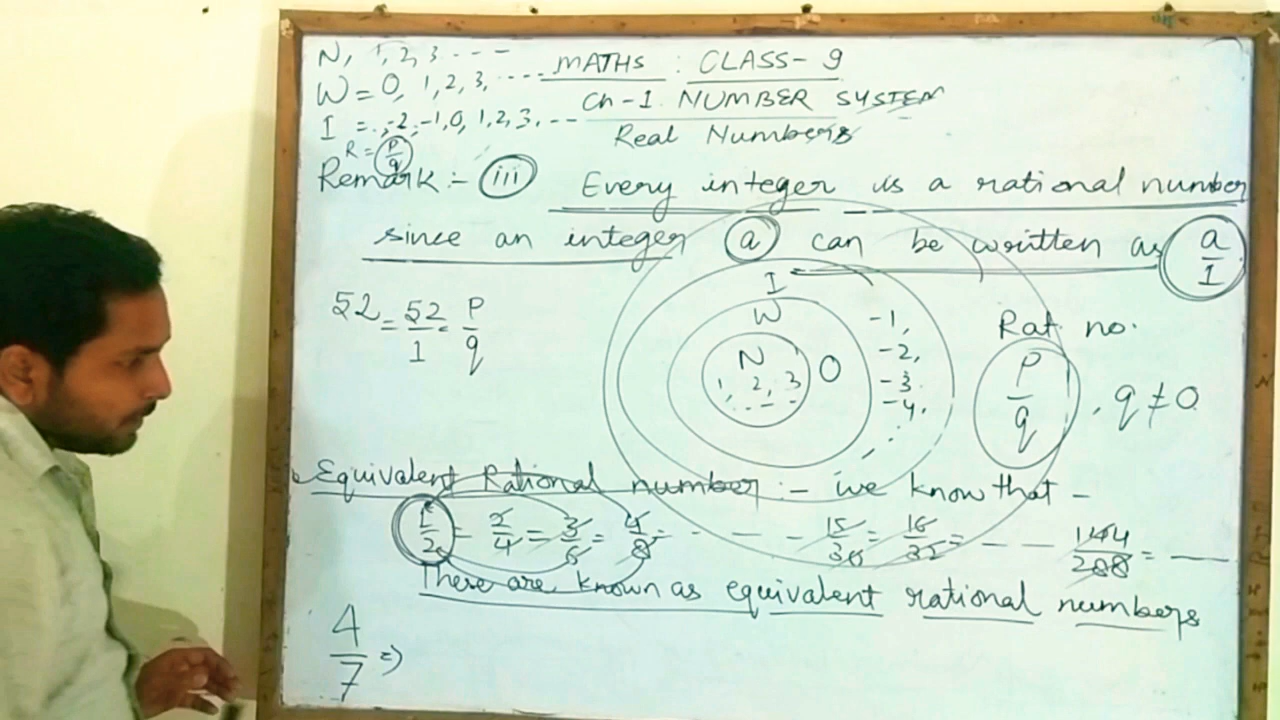 N, 1, 2, 3 - - -
MATHS : CLASS - 9
W = 0, 1, 2, 3, - - - -
Ch - 1. NUMBER SYSTEM
I = . , -2, -1, 0, 1, 2, 3, - -
Real Numbers
R = p/q
Remark :- (iii) Every integer is a rational number
since an integer (a) can be written as a/1
52 = 52/1 = P/q
I
W
N
1, 2, 3
- - - -
0
-1,
-2,
-3
-4,
Rat. no.
P/q , q ≠ 0
Equivalent Rational number :- we know that -
1/2 = 2/4 = 3/6 = 4/8 = - - - - 15/30 = 16/32 = - - - 144/288 = - -
These are known as equivalent rational numbers
4/7 =)